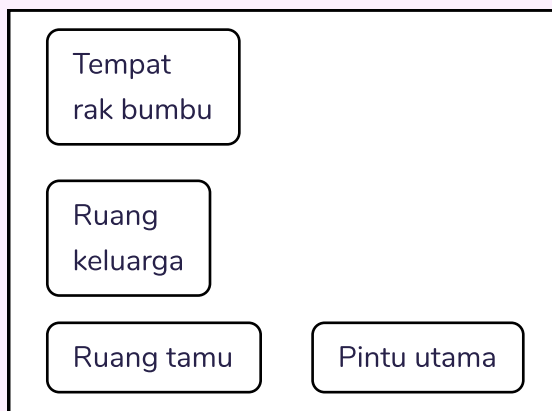 Tempat
rak bumbu
Ruang
keluarga
Ruang tamu
Pintu utama